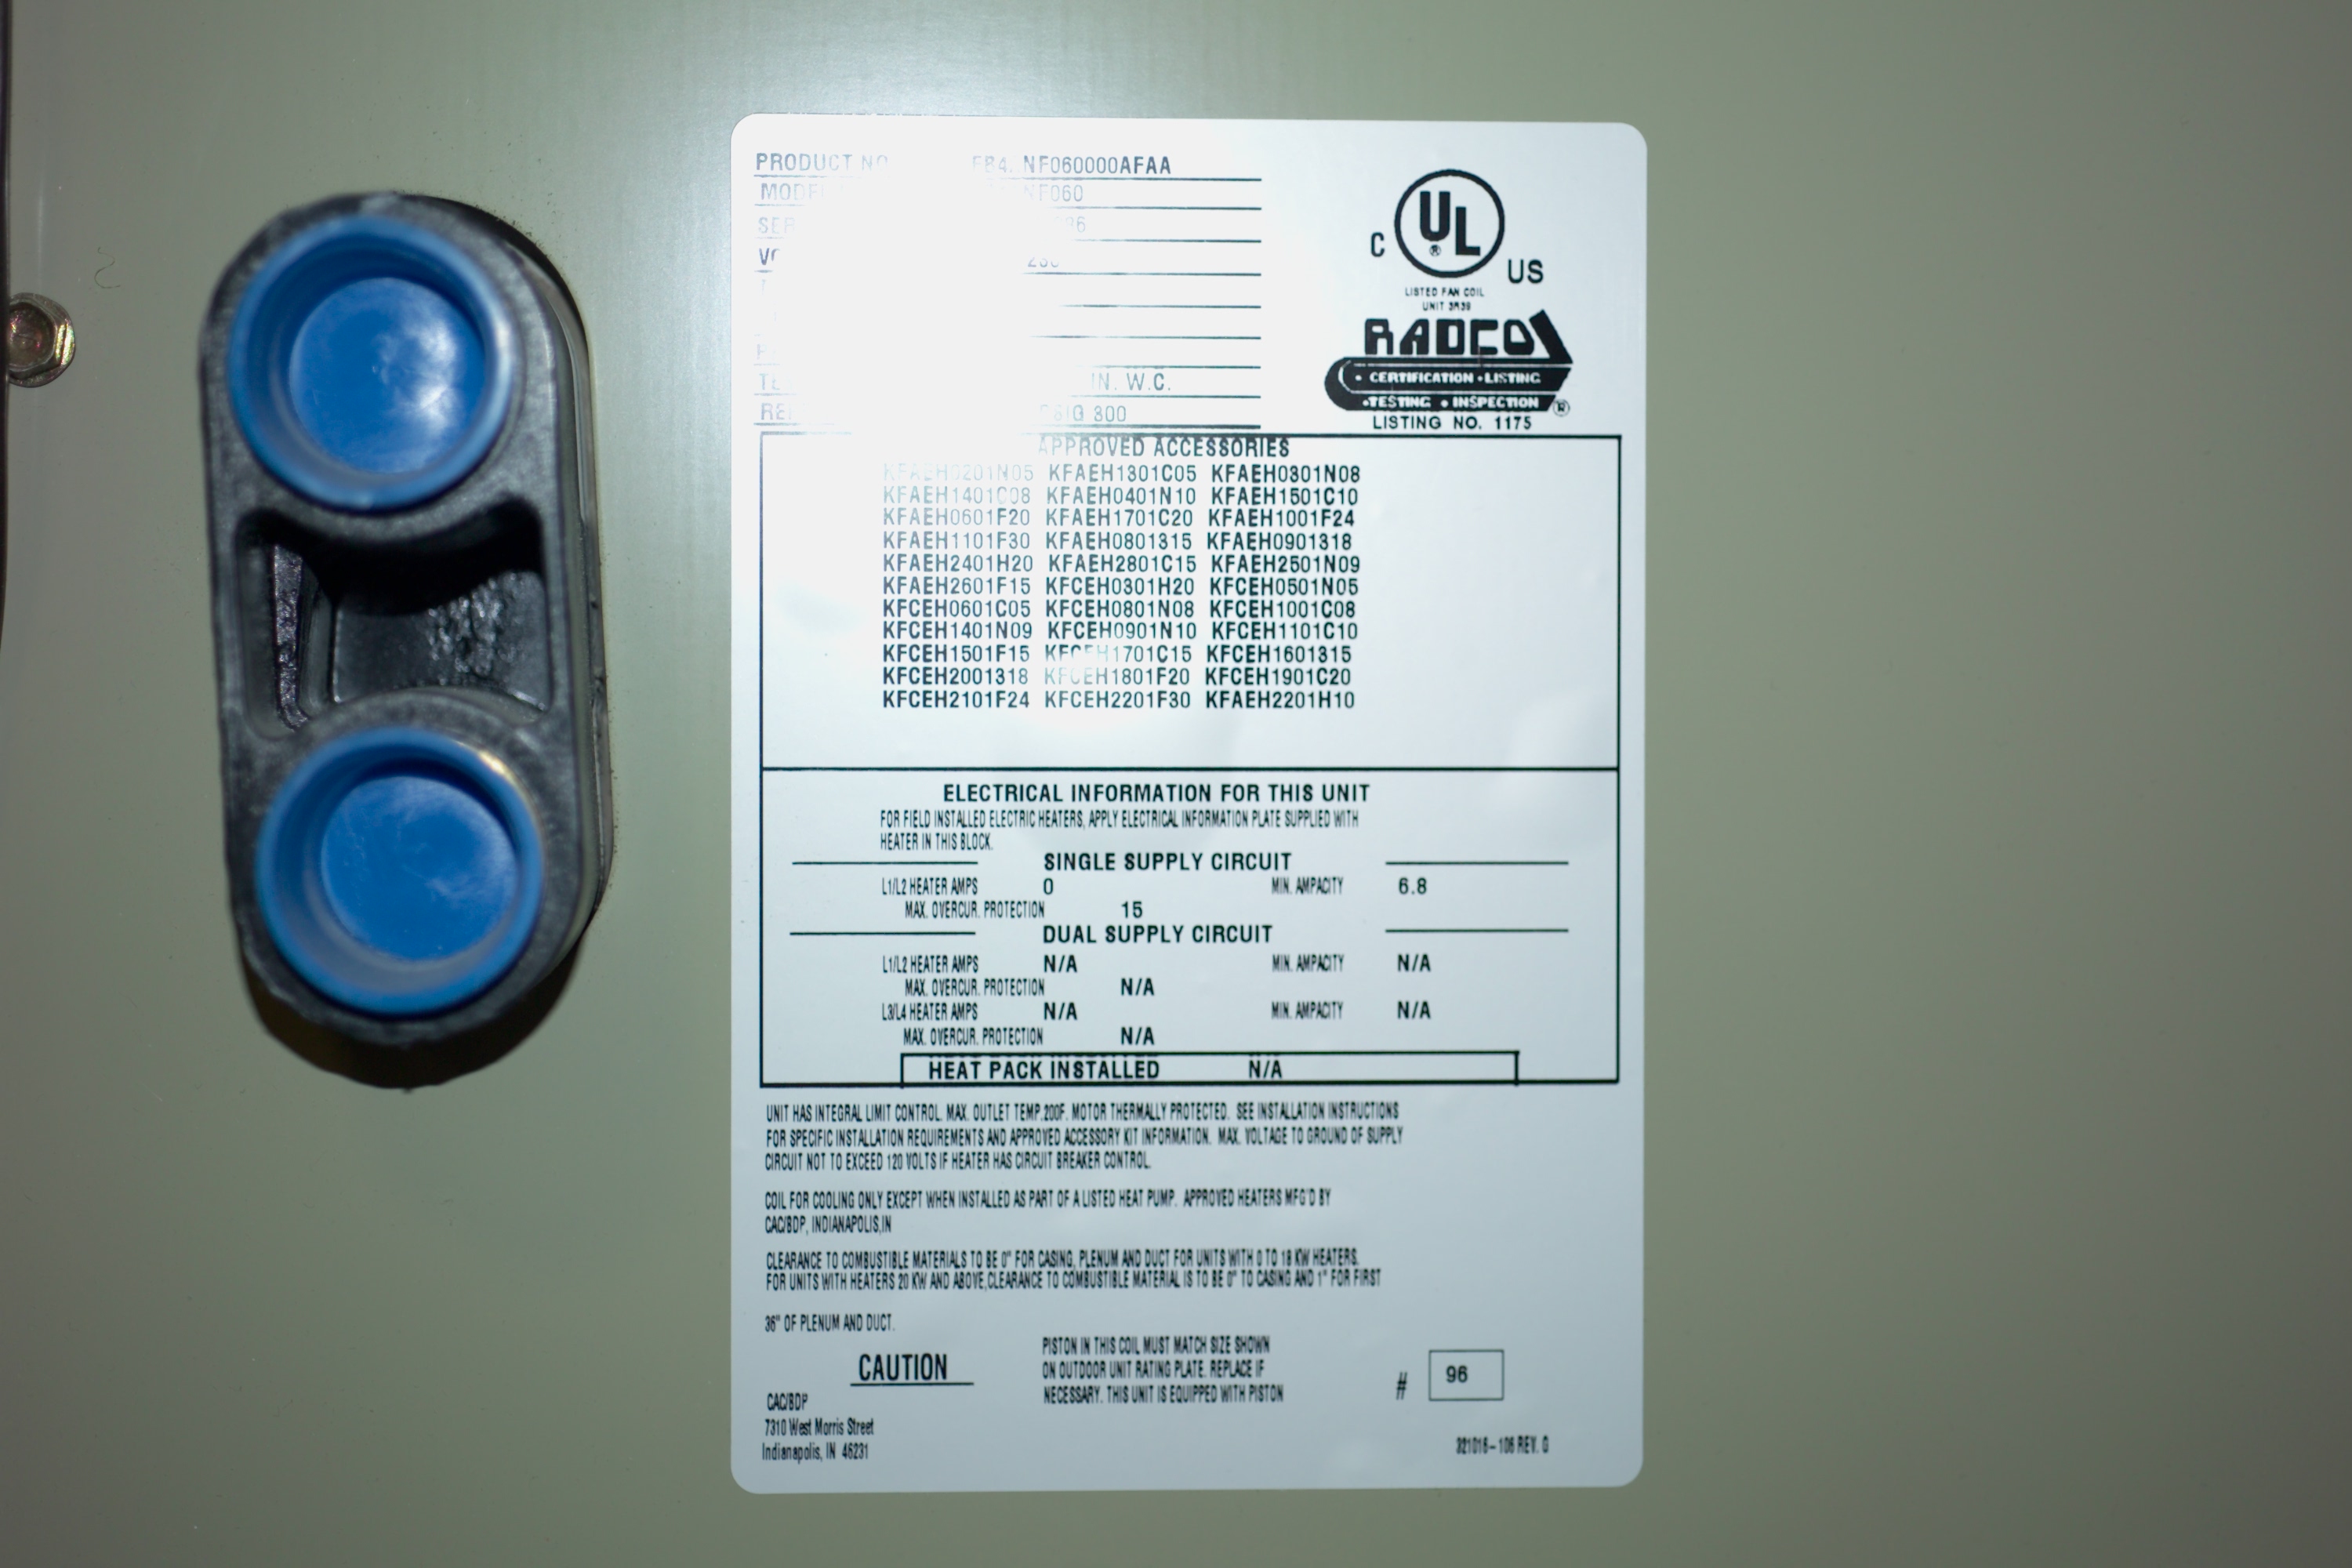 PRODUCT NO FB4. NF060000AFAA
NF060
IN. W.C.
300
C UL ® US
LISTED FAN COIL
UNIT 3R39
RADCO
• CERTIFICATION • LISTING
• TESTING • INSPECTION ®
LISTING NO. 1175
APPROVED ACCESSORIES
KFAEH0201N05 KFAEH1301C05 KFAEH0301N08
KFAEH1401C08 KFAEH0401N10 KFAEH1501C10
KFAEH0601F20 KFAEH1701C20 KFAEH1001F24
KFAEH1101F30 KFAEH0801315 KFAEH0901318
KFAEH2401H20 KFAEH2801C15 KFAEH2501N09
KFAEH2601F15 KFCEH0301H20 KFCEH0501N05
KFCEH0601C05 KFCEH0801N08 KFCEH1001C08
KFCEH1401N09 KFCEH0901N10 KFCEH1101C10
KFCEH1501F15 KFCEH1701C15 KFCEH1601315
KFCEH2001318 KFCEH1801F20 KFCEH1901C20
KFCEH2101F24 KFCEH2201F30 KFAEH2201H10
ELECTRICAL INFORMATION FOR THIS UNIT
FOR FIELD INSTALLED ELECTRIC HEATERS, APPLY ELECTRICAL INFORMATION PLATE SUPPLIED WITH
HEATER IN THIS BLOCK.
SINGLE SUPPLY CIRCUIT
L1/L2 HEATER AMPS 0 MIN. AMPACITY 6.8
MAX. OVERCUR. PROTECTION 15
DUAL SUPPLY CIRCUIT
L1/L2 HEATER AMPS N/A MIN. AMPACITY N/A
MAX. OVERCUR. PROTECTION N/A
L3/L4 HEATER AMPS N/A MIN. AMPACITY N/A
MAX. OVERCUR. PROTECTION N/A
HEAT PACK INSTALLED N/A
UNIT HAS INTEGRAL LIMIT CONTROL. MAX. OUTLET TEMP.200F. MOTOR THERMALLY PROTECTED. SEE INSTALLATION INSTRUCTIONS
FOR SPECIFIC INSTALLATION REQUIREMENTS AND APPROVED ACCESSORY KIT INFORMATION. MAX. VOLTAGE TO GROUND OF SUPPLY
CIRCUIT NOT TO EXCEED 120 VOLTS IF HEATER HAS CIRCUIT BREAKER CONTROL.
COIL FOR COOLING ONLY EXCEPT WHEN INSTALLED AS PART OF A LISTED HEAT PUMP. APPROVED HEATERS MFG'D BY
CAC/BDP, INDIANAPOLIS,IN
CLEARANCE TO COMBUSTIBLE MATERIALS TO BE 0" FOR CASING, PLENUM AND DUCT FOR UNITS WITH 0 TO 18 KW HEATERS.
FOR UNITS WITH HEATERS 20 KW AND ABOVE,CLEARANCE TO COMBUSTIBLE MATERIAL IS TO BE 0" TO CASING AND 1" FOR FIRST
36" OF PLENUM AND DUCT.
CAUTION
PISTON IN THIS COIL MUST MATCH SIZE SHOWN
ON OUTDOOR UNIT RATING PLATE. REPLACE IF
NECESSARY. THIS UNIT IS EQUIPPED WITH PISTON
# 96
CAC/BDP
7310 West Morris Street
Indianapolis, IN 46231
321016-106 REV. G